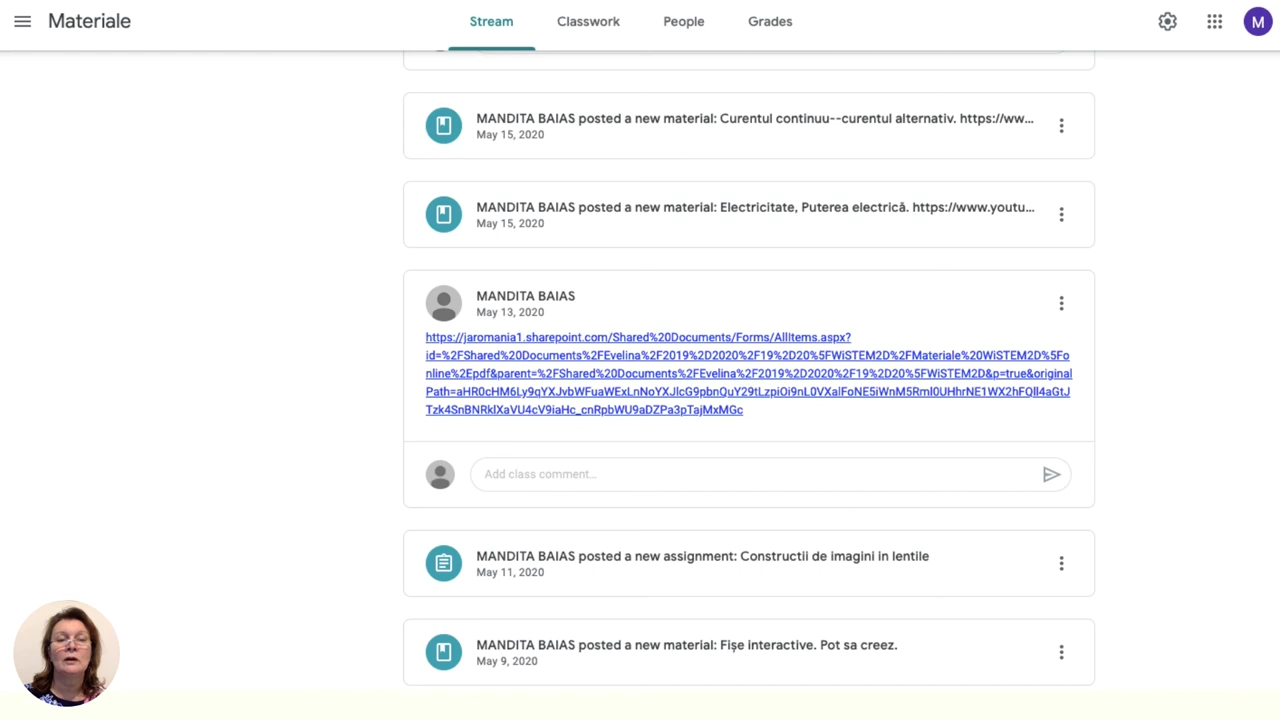 Materiale
Stream
Classwork
People
Grades
M
MANDITA BAIAS posted a new material: Curentul continuu--curentul alternativ. https://ww...
May 15, 2020
MANDITA BAIAS posted a new material: Electricitate, Puterea electrică. https://www.youtu...
May 15, 2020
MANDITA BAIAS
May 13, 2020
https://jaromania1.sharepoint.com/Shared%20Documents/Forms/AllItems.aspx?
id=%2FShared%20Documents%2FEvelina%2F2019%2D2020%2F19%2D20%5FWiSTEM2D%2FMateriale%20WiSTEM2D%5Fo
nline%2Epdf&parent=%2FShared%20Documents%2FEvelina%2F2019%2D2020%2F19%2D20%5FWiSTEM2D&p=true&original
Path=aHR0cHM6Ly9qYXJvbWFuaWExLnNoYXJlcG9pbnQuY29tLzpiOi9nL0VXalFoNE5iWnM5Rml0UHhrNE1WX2hFQll4aGtJ
Tzk4SnBNRklXaVU4cV9iaHc_cnRpbWU9aDZPa3pTajMxMGc
Add class comment...
MANDITA BAIAS posted a new assignment: Constructii de imagini in lentile
May 11, 2020
MANDITA BAIAS posted a new material: Fișe interactive. Pot sa creez.
May 9, 2020